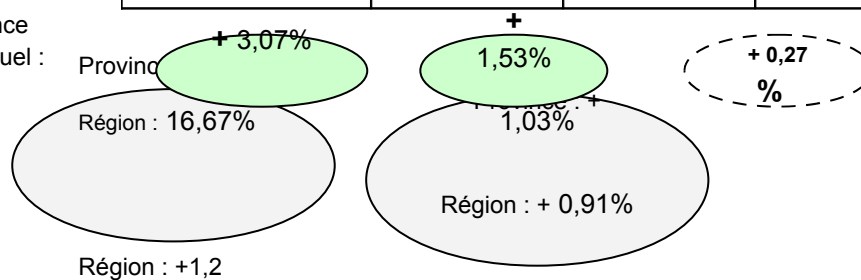 nce
uel :
+ 3,07%
Provinc
Région : 16,67%
Région : +1,2
+
1,53%
Province : +
1,03%
Région : + 0,91%
+ 0,27
%